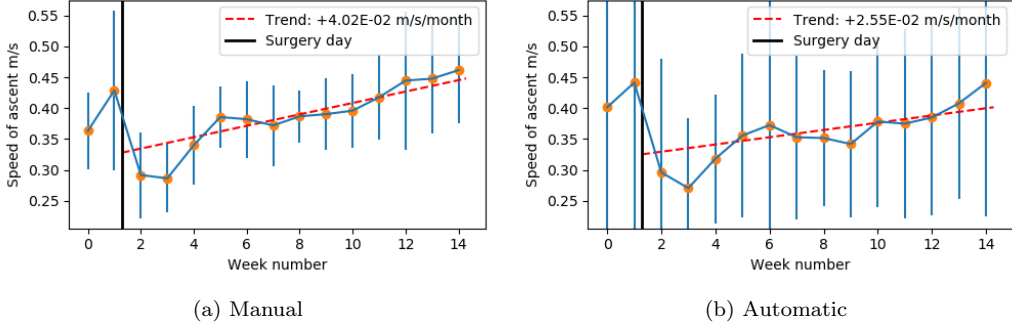 Trend: +4.02E-02 m/s/month
Surgery day
Speed of ascent m/s
0.55
0.50
0.45
0.40
0.35
0.30
0.25
0 2 4 6 8 10 12 14
Week number
(a) Manual
Trend: +2.55E-02 m/s/month
Surgery day
Speed of ascent m/s
0.55
0.50
0.45
0.40
0.35
0.30
0.25
0 2 4 6 8 10 12 14
Week number
(b) Automatic